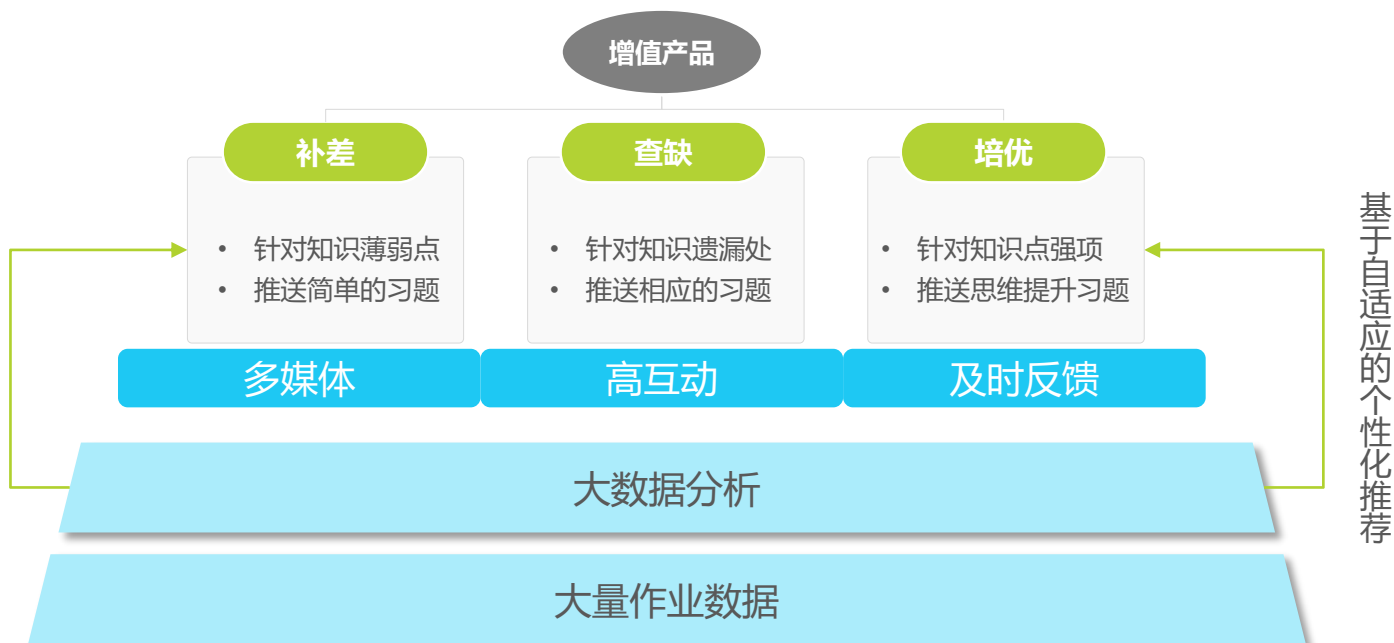 增值产品
补差
查缺
培优
• 针对知识薄弱点
• 推送简单的习题
• 针对知识遗漏处
• 推送相应的习题
• 针对知识点强项
• 推送思维提升习题
多媒体
高互动
及时反馈
大数据分析
大量作业数据
基于自适应的个性化推荐